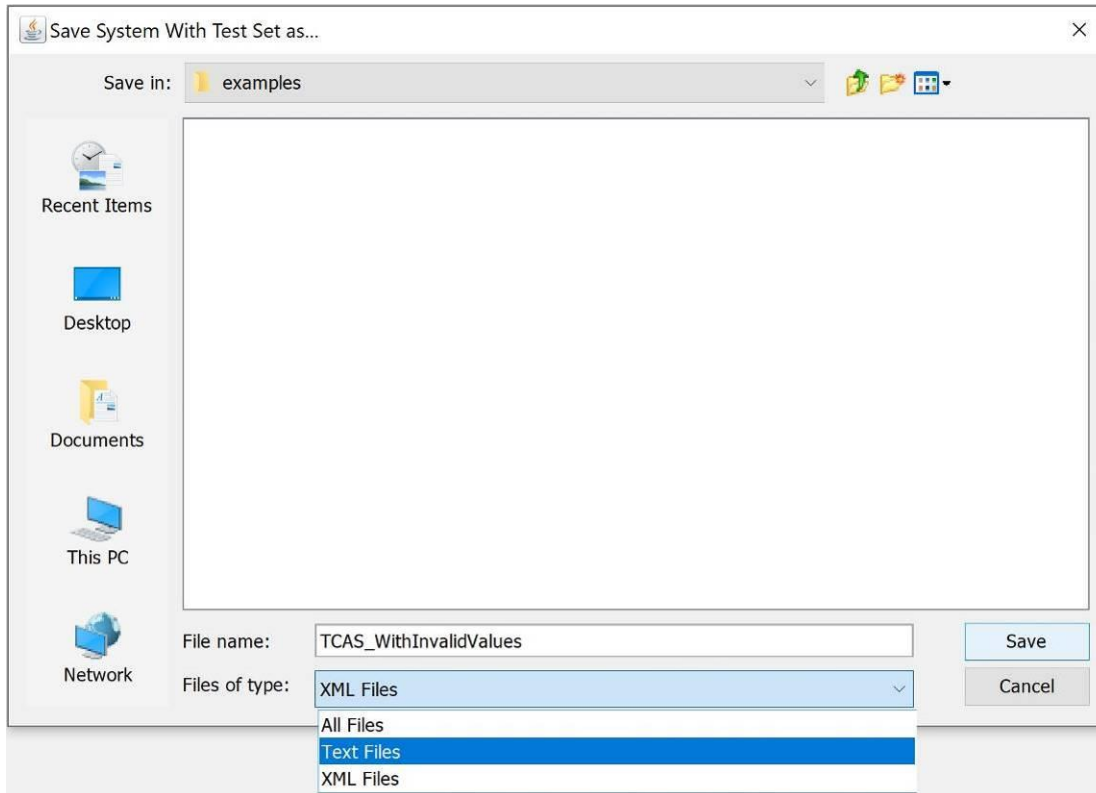 Save System With Test Set as...
Save in: examples
Recent Items
Desktop
Documents
This PC
Network
File name: TCAS_WithInvalidValues Save
Files of type: XML Files Cancel
All Files
Text Files
XML Files